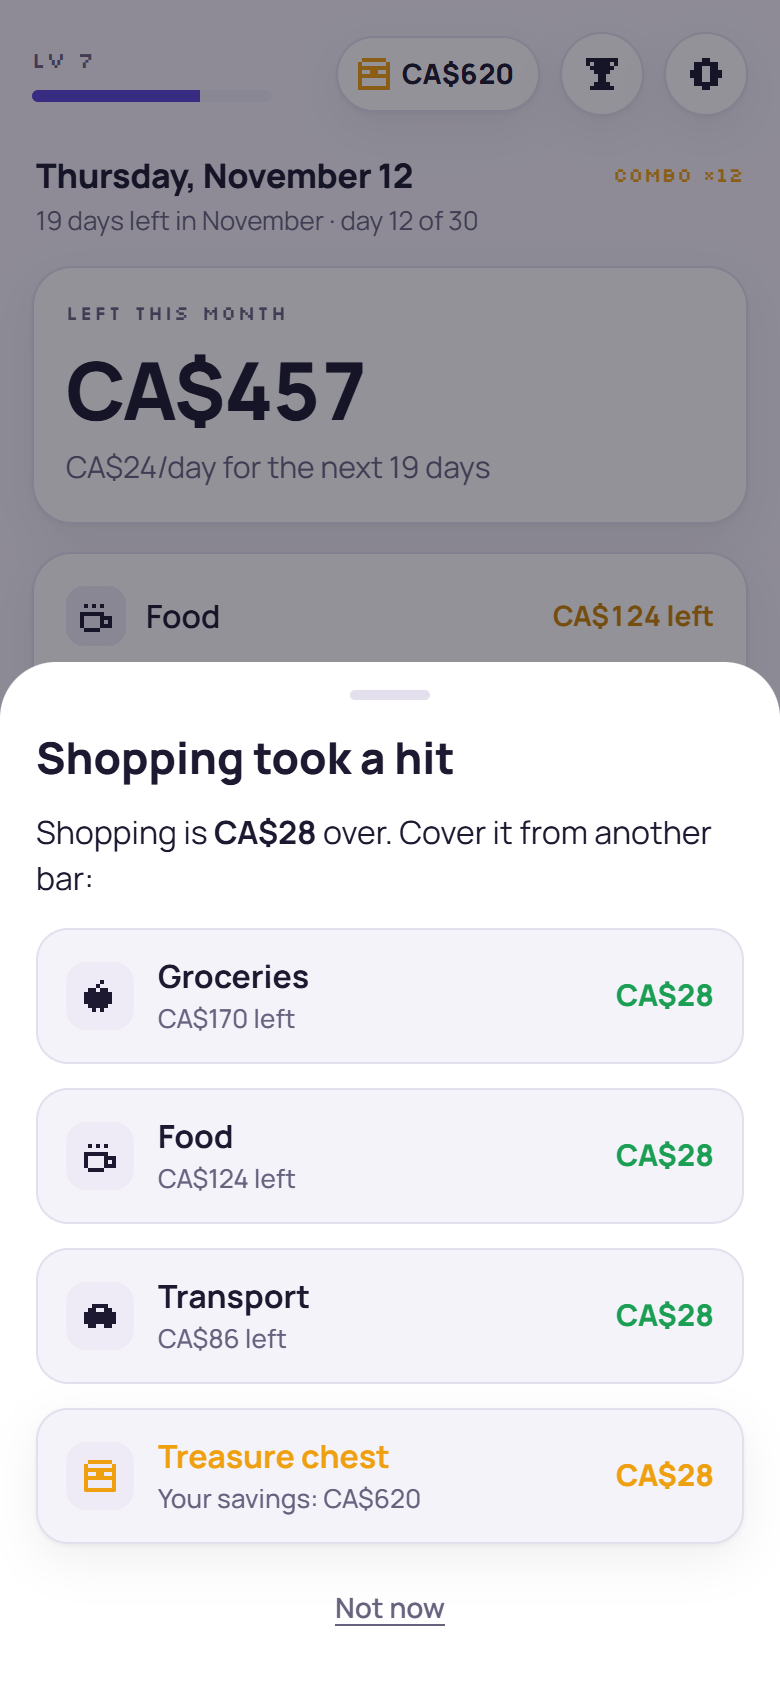 LV 7
CA$620
Thursday, November 12
COMBO ×12
19 days left in November · day 12 of 30
LEFT THIS MONTH
CA$457
CA$24/day for the next 19 days
Food
CA$124 left
Shopping took a hit
Shopping is CA$28 over. Cover it from another
bar:
Groceries
CA$170 left
CA$28
Food
CA$124 left
CA$28
Transport
CA$86 left
CA$28
Treasure chest
Your savings: CA$620
CA$28
Not now